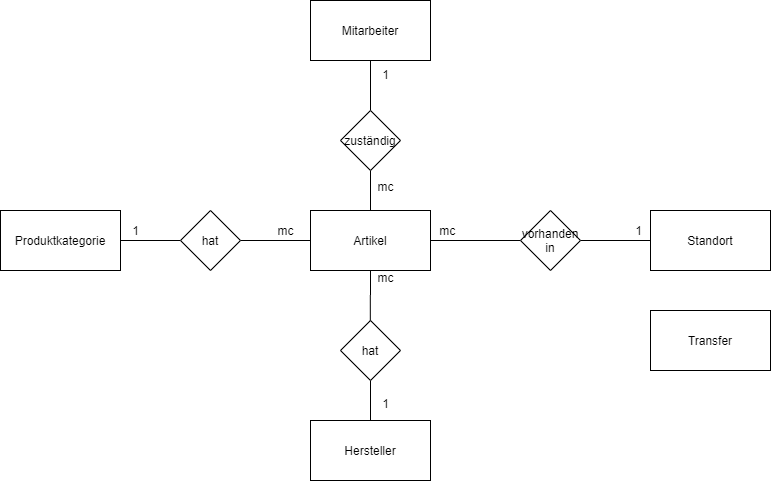 Mitarbeiter
1
zuständig
mc
Produktkategorie
1
hat
mc
Artikel
mc
vorhanden
in
1
Standort
mc
Transfer
hat
1
Hersteller